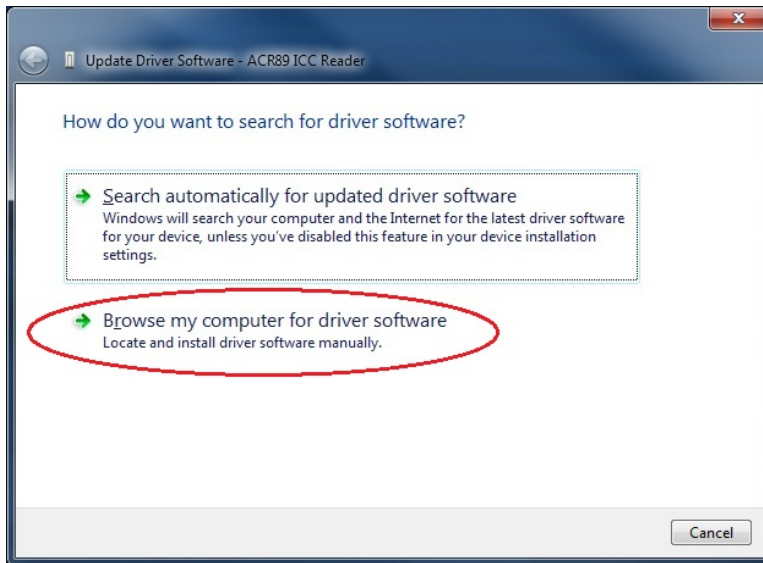 Update Driver Software - ACR89 ICC Reader
How do you want to search for driver software?
Search automatically for updated driver software
Windows will search your computer and the Internet for the latest driver software
for your device, unless you've disabled this feature in your device installation
settings.
Browse my computer for driver software
Locate and install driver software manually.
Cancel